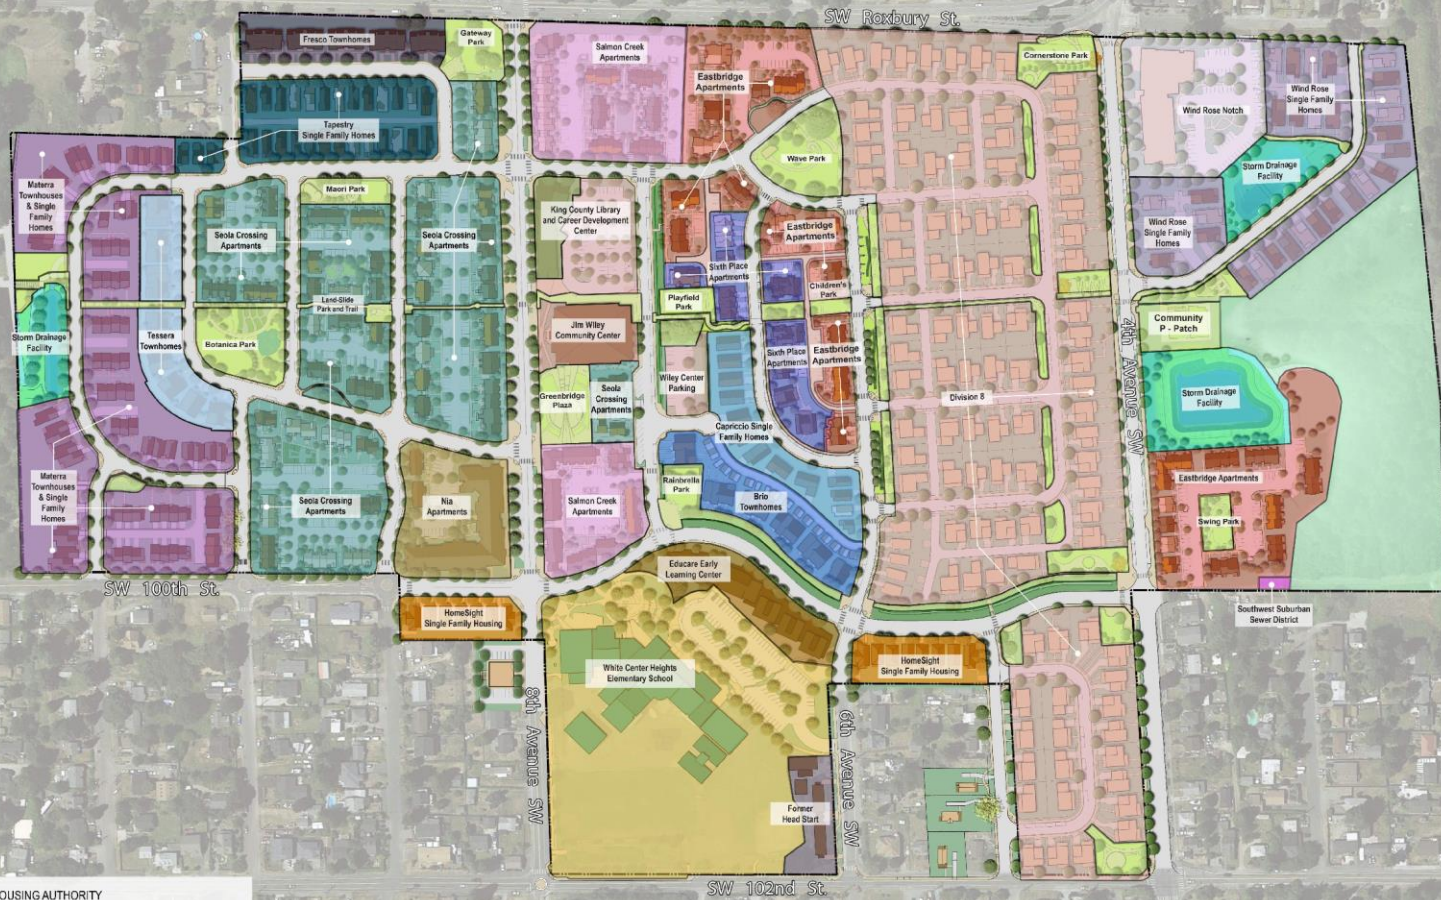 SW Roxbury St.
Fresco Townhomes
Gateway
Park
Salmon Creek
Apartments
Eastbridge
Apartments
Cornerstone Park
Wind Rose Notch
Wind Rose
Single Family
Homes
Tapestry
Single Family Homes
Wave Park
Storm Drainage
Facility
Materra
Townhouses
& Single
Family
Homes
Maori Park
Seola Crossing
Apartments
Seola Crossing
Apartments
King County Library
and Career Development
Center
Eastbridge
Apartments
Wind Rose
Single Family
Homes
Sixth Place
Apartments
Children's
Park
Land-Slide
Park and Trail
Playfield
Park
Storm Drainage
Facility
Tessera
Townhomes
Botanica Park
Jim Wiley
Community Center
Sixth Place
Apartments
Eastbridge
Apartments
Community
P - Patch
4th Avenue SW
Wiley Center
Parking
Greenbridge
Plaza
Seola
Crossing
Apartments
Division 8
Storm Drainage
Facility
Capriccio Single
Family Homes
Materra
Townhouses
& Single
Family
Homes
Seola Crossing
Apartments
Nia
Apartments
Salmon Creek
Apartments
Rainbrella
Park
Brio
Townhomes
Eastbridge Apartments
Swing Park
SW 100th St.
Educare Early
Learning Center
Southwest Suburban
Sewer District
HomeSight
Single Family Housing
White Center Heights
Elementary School
HomeSight
Single Family Housing
8th Avenue SW
6th Avenue SW
Former
Head Start
SW 102nd St.
OUSING AUTHORITY